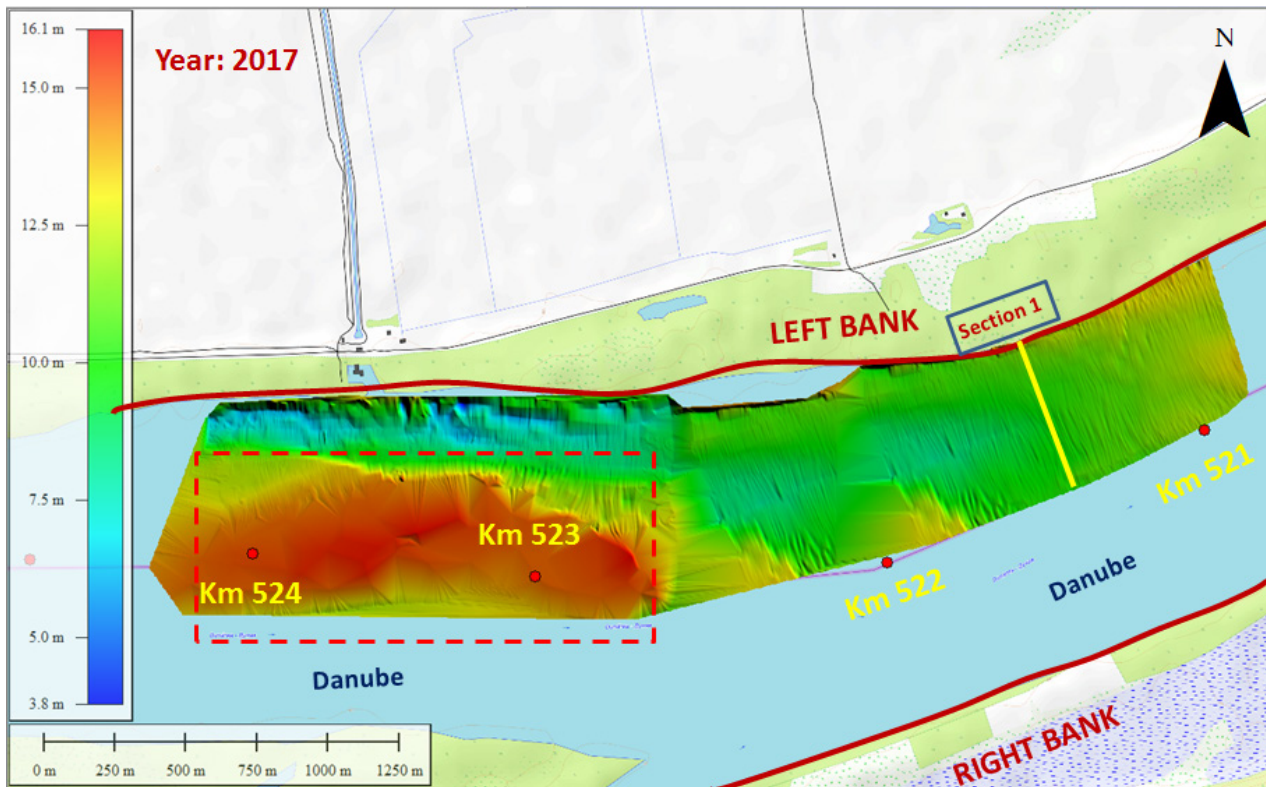 16.1 m
15.0 m
12.5 m
10.0 m
7.5 m
5.0 m
3.8 m
Year: 2017
N
LEFT BANK
Section 1
Km 521
Km 522
Km 523
Km 524
Danube
Danube
RIGHT BANK
0 m 250 m 500 m 750 m 1000 m 1250 m